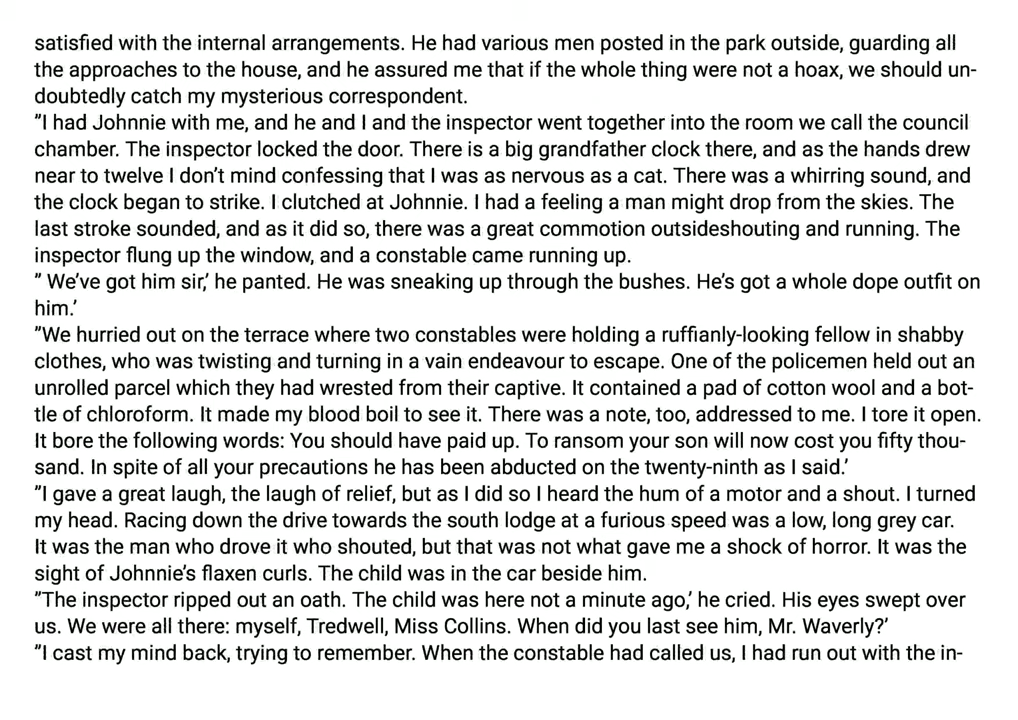 satisfied with the internal arrangements. He had various men posted in the park outside, guarding all
the approaches to the house, and he assured me that if the whole thing were not a hoax, we should un-
doubtedly catch my mysterious correspondent.
”I had Johnnie with me, and he and I and the inspector went together into the room we call the council
chamber. The inspector locked the door. There is a big grandfather clock there, and as the hands drew
near to twelve I don’t mind confessing that I was as nervous as a cat. There was a whirring sound, and
the clock began to strike. I clutched at Johnnie. I had a feeling a man might drop from the skies. The
last stroke sounded, and as it did so, there was a great commotion outsideshouting and running. The
inspector flung up the window, and a constable came running up.
” We’ve got him sir,’ he panted. He was sneaking up through the bushes. He’s got a whole dope outfit on
him.’
”We hurried out on the terrace where two constables were holding a ruffianly-looking fellow in shabby
clothes, who was twisting and turning in a vain endeavour to escape. One of the policemen held out an
unrolled parcel which they had wrested from their captive. It contained a pad of cotton wool and a bot-
tle of chloroform. It made my blood boil to see it. There was a note, too, addressed to me. I tore it open.
It bore the following words: You should have paid up. To ransom your son will now cost you fifty thou-
sand. In spite of all your precautions he has been abducted on the twenty-ninth as I said.’
”I gave a great laugh, the laugh of relief, but as I did so I heard the hum of a motor and a shout. I turned
my head. Racing down the drive towards the south lodge at a furious speed was a low, long grey car.
It was the man who drove it who shouted, but that was not what gave me a shock of horror. It was the
sight of Johnnie’s flaxen curls. The child was in the car beside him.
”The inspector ripped out an oath. The child was here not a minute ago,’ he cried. His eyes swept over
us. We were all there: myself, Tredwell, Miss Collins. When did you last see him, Mr. Waverly?’
”I cast my mind back, trying to remember. When the constable had called us, I had run out with the in-